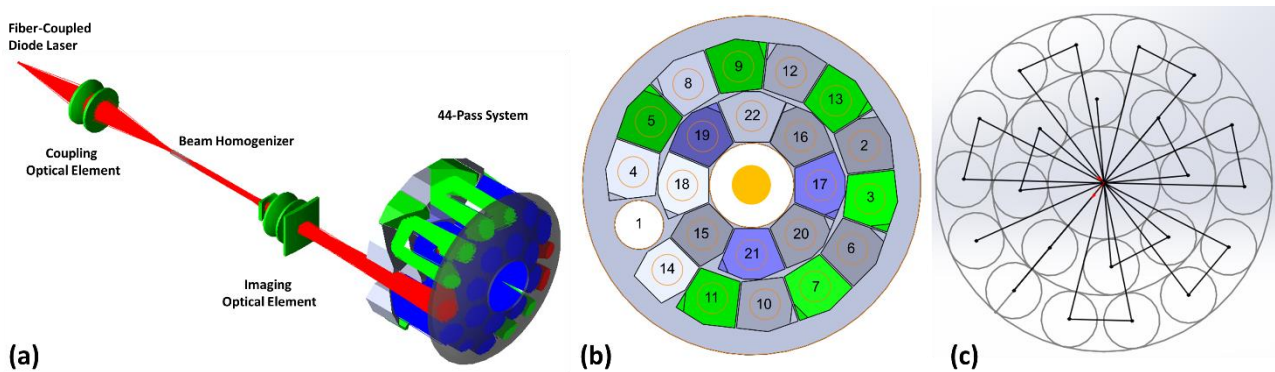 Fiber-Coupled
Diode Laser
Coupling
Optical Element
Beam Homogenizer
Imaging
Optical Element
44-Pass System
(a)
9
12
8
13
5
22
19
16
2
4
18
17
3
1
15
20
6
21
14
7
11
10
(b)
(c)